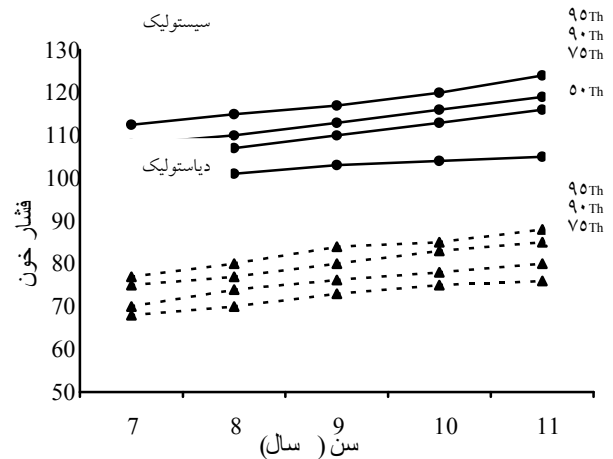 سیستولیک
۹۵Th
۹۰Th
۷۵Th
۵۰Th
دیاستولیک
۹۵Th
۹۰Th
۷۵Th
فشار خون
130
120
110
100
90
80
70
60
50
7 8 9 10 11
سن ( سال)